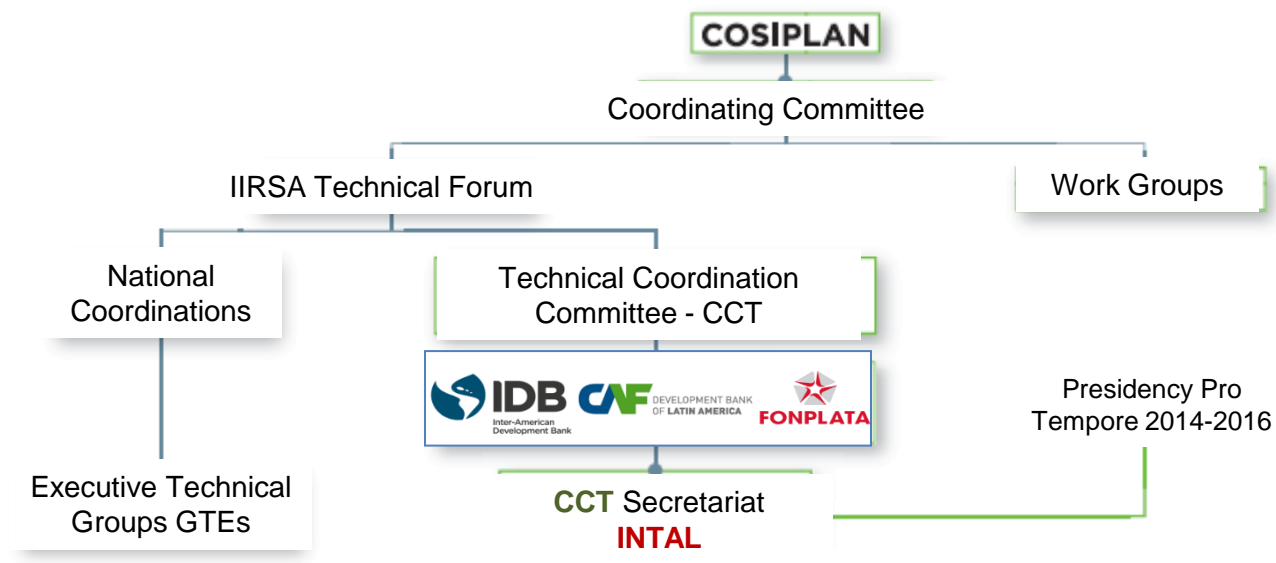 COSIPLAN
Coordinating Committee
IIRSA Technical Forum
Work Groups
National
Coordinations
Technical Coordination
Committee - CCT
IDB
Inter-American
Development Bank
CAF
DEVELOPMENT BANK
OF LATIN AMERICA
FONPLATA
Presidency Pro
Tempore 2014-2016
Executive Technical
Groups GTEs
CCT Secretariat
INTAL